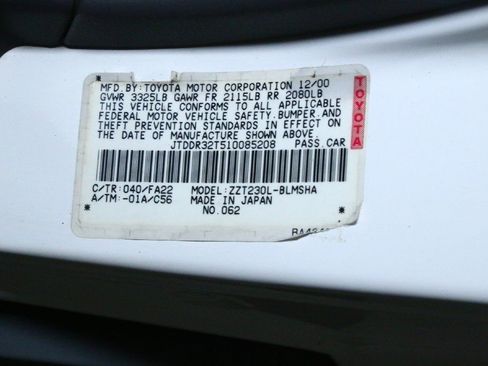 MFD. BY: TOYOTA MOTOR CORPORATION 12/00
GVWR 3325LB GAWR FR 2115LB RR 2080LB
THIS VEHICLE CONFORMS TO ALL APPLICABLE
FEDERAL MOTOR VEHICLE SAFETY, BUMPER, AND
THEFT PREVENTION STANDARDS IN EFFECT ON
THE DATE OF MANUFACTURE SHOWN ABOVE.
JTDDR32T510085208 PASS. CAR
TOYOTA
C/TR: 040/FA22 MODEL: ZZT230L-BLMSHA
A/TM: -01A/C56 MADE IN JAPAN
NO. 062